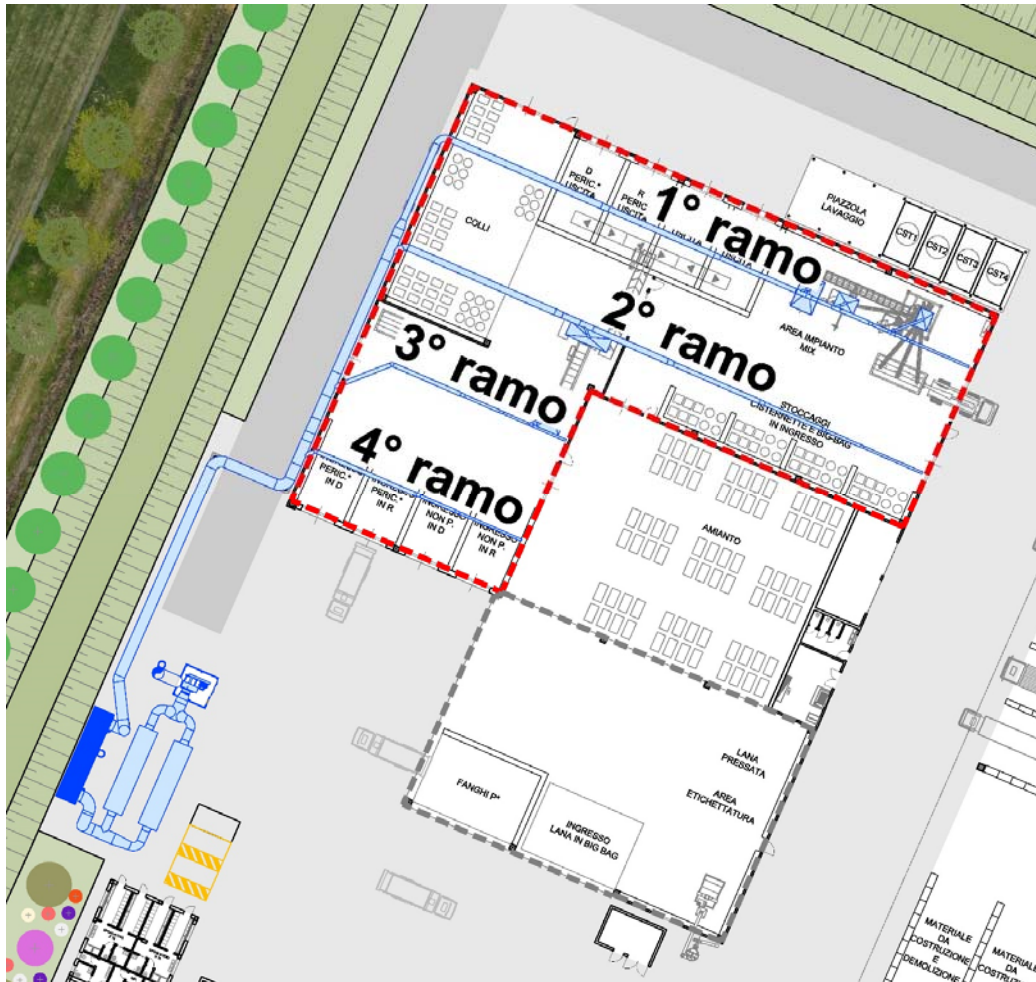 D
PERIC.*
USCITA
R
PERIC.
USCITA
1° ramo
PIAZZOLA
LAVAGGIO
CST1
CST2
CST3
CST4
COLLI
2° ramo
AREA IMPIANTO
MIX
3° ramo
STOCCAGGI
CISTERNETTE E BIG-BAG
IN INGRESSO
4° ramo
PERIC.*
IN D
PERIC.*
IN R
NON P.
IN D
INGRESSO
NON P.
IN R
AMIANTO
LANA
PRESSATA
AREA
ETICHETTATURA
FANGHI P*
INGRESSO
LANA IN BIG BAG
MATERIALE
DA
COSTRUZIONE
E
DEMOLIZIONE
MATERIALE
DA